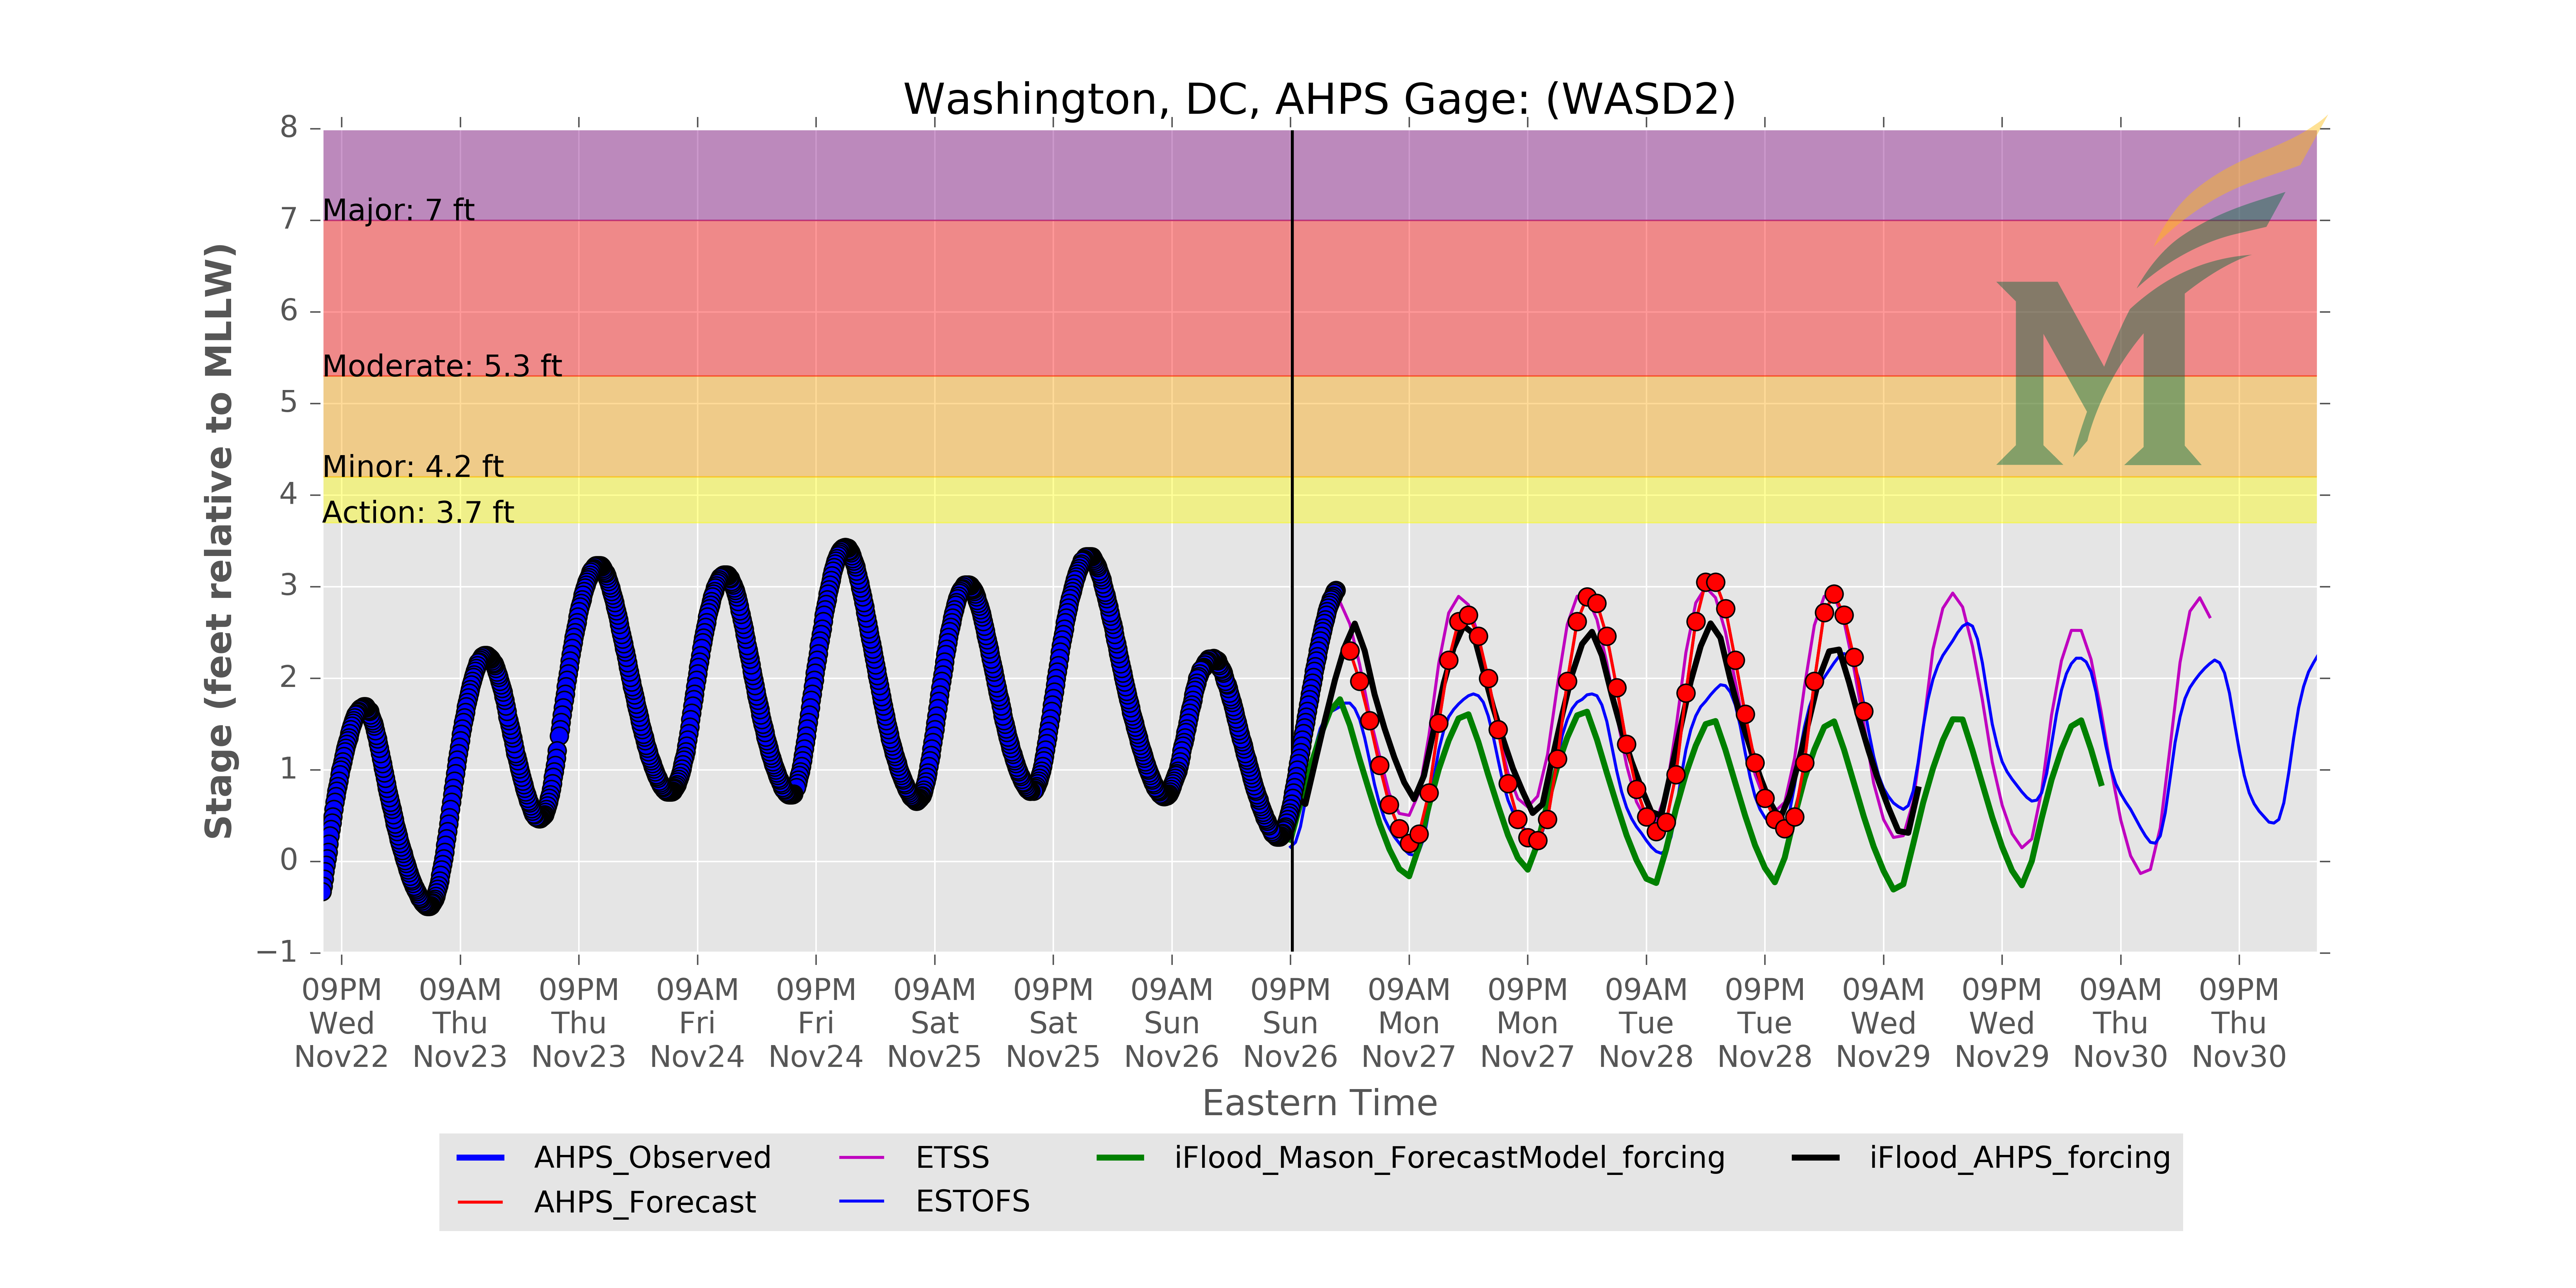 Washington, DC, AHPS Gage: (WASD2)
8
7
6
5
4
3
2
1
0
−1
Stage (feet relative to MLLW)
Major: 7 ft
Moderate: 5.3 ft
Minor: 4.2 ft
Action: 3.7 ft
M
09PM 09AM 09PM 09AM 09PM 09AM 09PM 09AM 09PM 09AM 09PM 09AM 09PM 09AM 09PM 09AM 09PM
Wed Thu Thu Fri Fri Sat Sat Sun Sun Mon Mon Tue Tue Wed Wed Thu Thu
Nov22 Nov23 Nov23 Nov24 Nov24 Nov25 Nov25 Nov26 Nov26 Nov27 Nov27 Nov28 Nov28 Nov29 Nov29 Nov30 Nov30
Eastern Time
AHPS_Observed ETSS iFlood_Mason_ForecastModel_forcing iFlood_AHPS_forcing
AHPS_Forecast ESTOFS